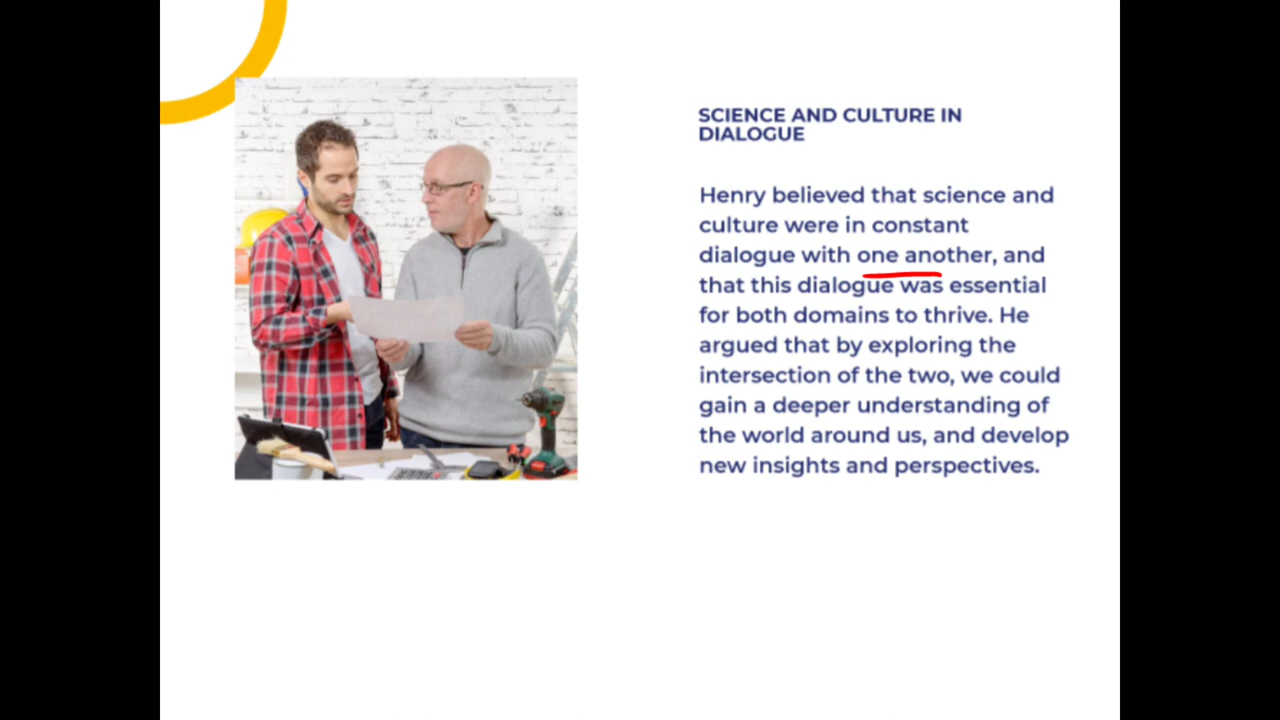 SCIENCE AND CULTURE IN
DIALOGUE
Henry believed that science and
culture were in constant
dialogue with one another, and
that this dialogue was essential
for both domains to thrive. He
argued that by exploring the
intersection of the two, we could
gain a deeper understanding of
the world around us, and develop
new insights and perspectives.